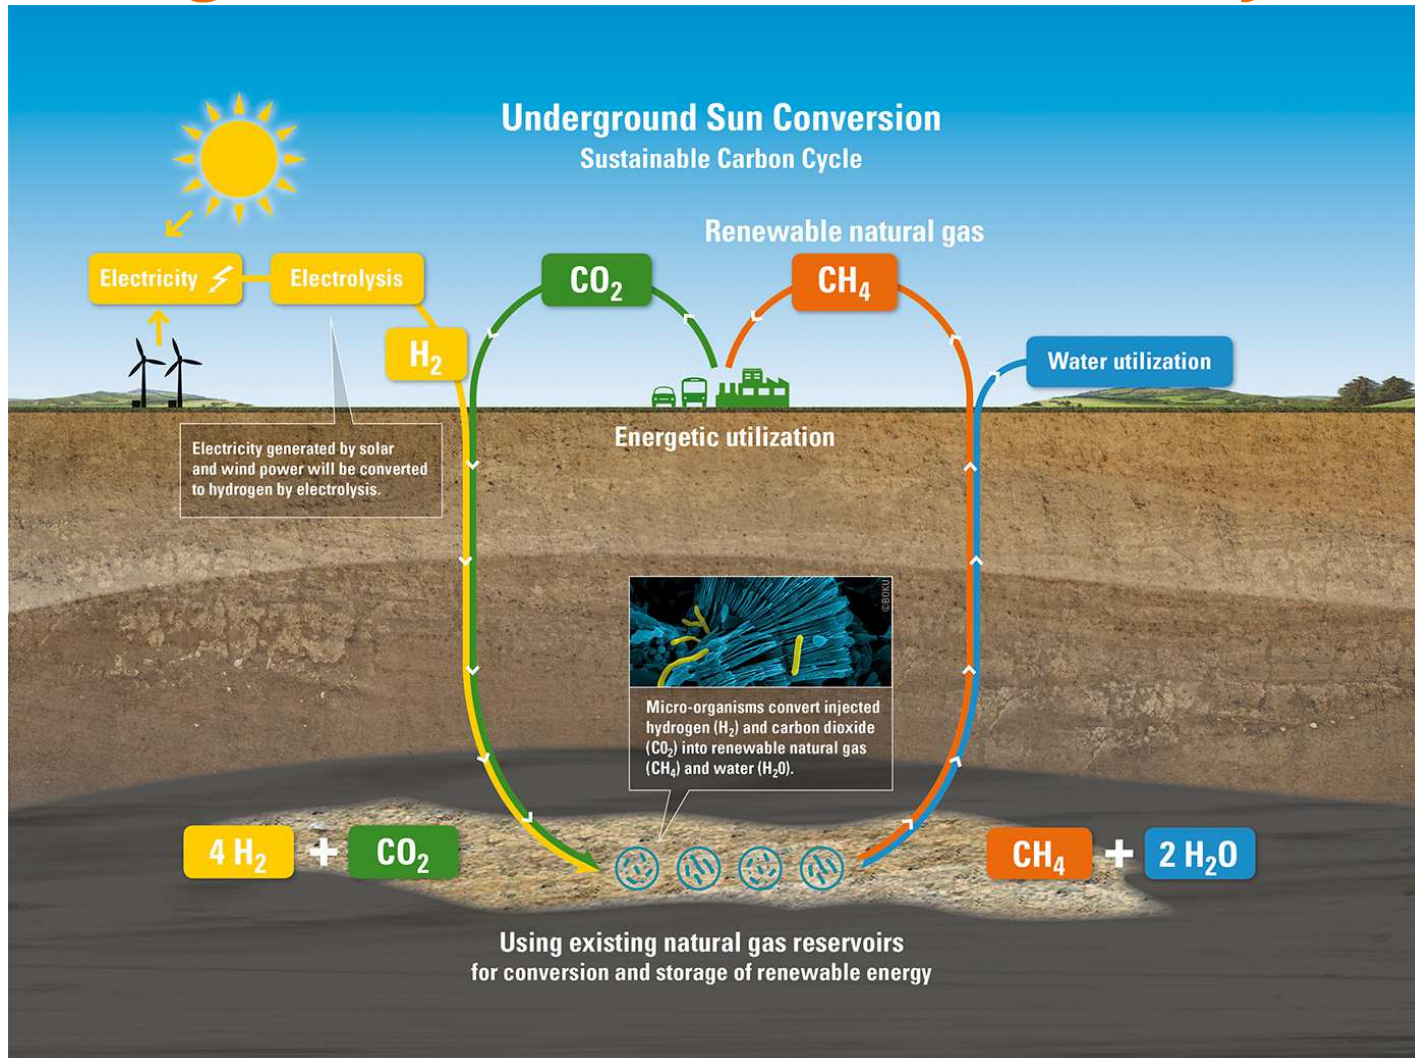 Underground Sun Conversion
Sustainable Carbon Cycle
Renewable natural gas
Electricity
Electrolysis
CO₂
CH₄
H₂
Water utilization
Energetic utilization
Electricity generated by solar
and wind power will be converted
to hydrogen by electrolysis.
©BOKU
Micro-organisms convert injected
hydrogen (H₂) and carbon dioxide
(CO₂) into renewable natural gas
(CH₄) and water (H₂0).
4 H₂ + CO₂
CH₄ + 2 H₂O
Using existing natural gas reservoirs
for conversion and storage of renewable energy